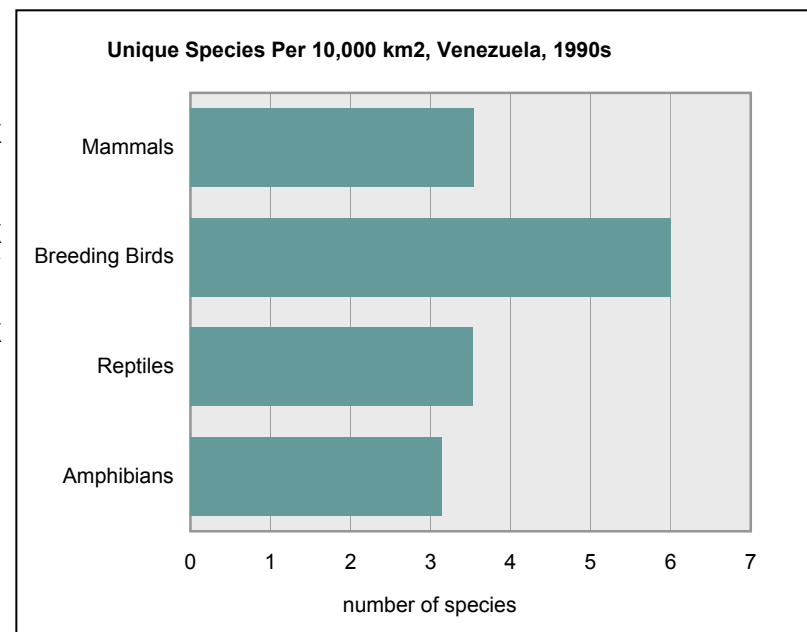 Unique Species Per 10,000 km2, Venezuela, 1990s
Mammals
Breeding Birds
Reptiles
Amphibians
0 1 2 3 4 5 6 7
number of species